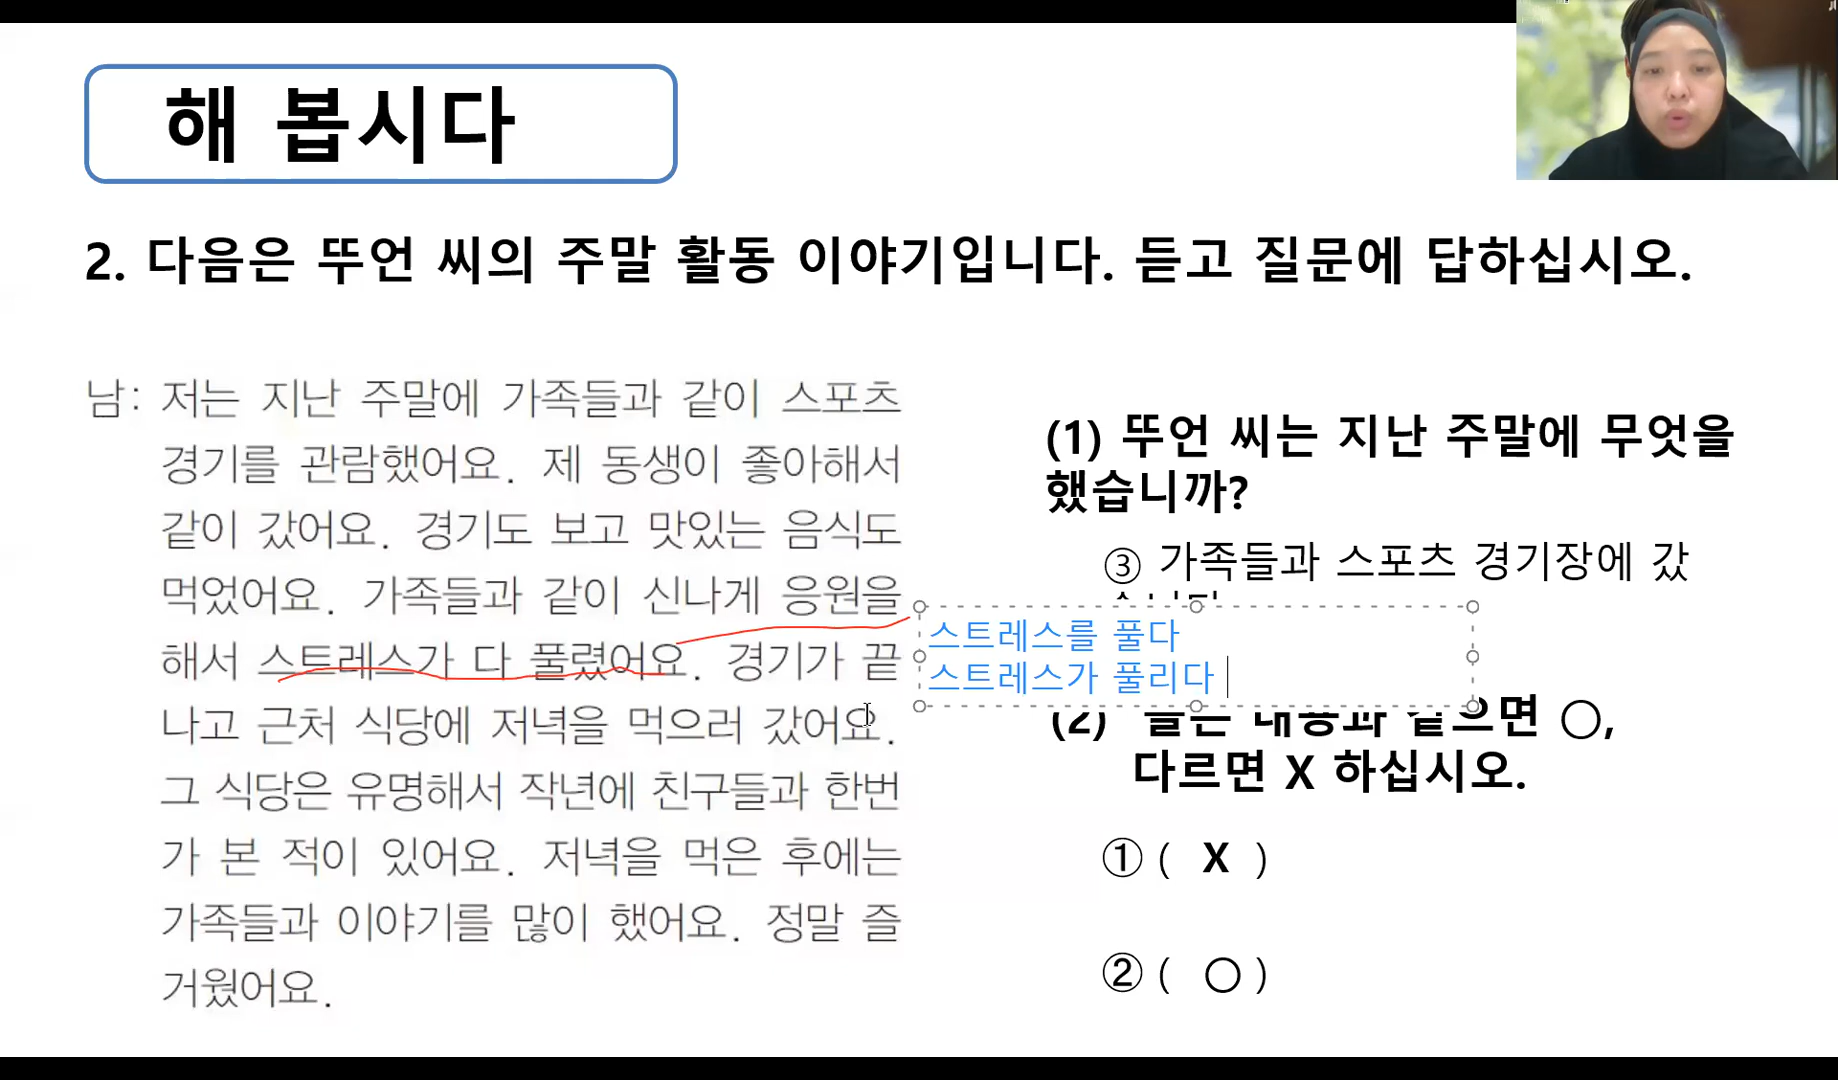 해 봅시다
2. 다음은 뚜언 씨의 주말 활동 이야기입니다. 듣고 질문에 답하십시오.
남: 저는 지난 주말에 가족들과 같이 스포츠
경기를 관람했어요. 제 동생이 좋아해서
같이 갔어요. 경기도 보고 맛있는 음식도
먹었어요. 가족들과 같이 신나게 응원을
해서 스트레스가 다 풀렸어요. 경기가 끝
나고 근처 식당에 저녁을 먹으러 갔어요.
그 식당은 유명해서 작년에 친구들과 한번
가 본 적이 있어요. 저녁을 먹은 후에는
가족들과 이야기를 많이 했어요. 정말 즐
거웠어요.
(1) 뚜언 씨는 지난 주말에 무엇을
했습니까?
③ 가족들과 스포츠 경기장에 갔
스트레스를 풀다
스트레스가 풀리다
(2) 들은 내용과 같으면 ○,
다르면 X 하십시오.
① ( X )
② ( ○ )